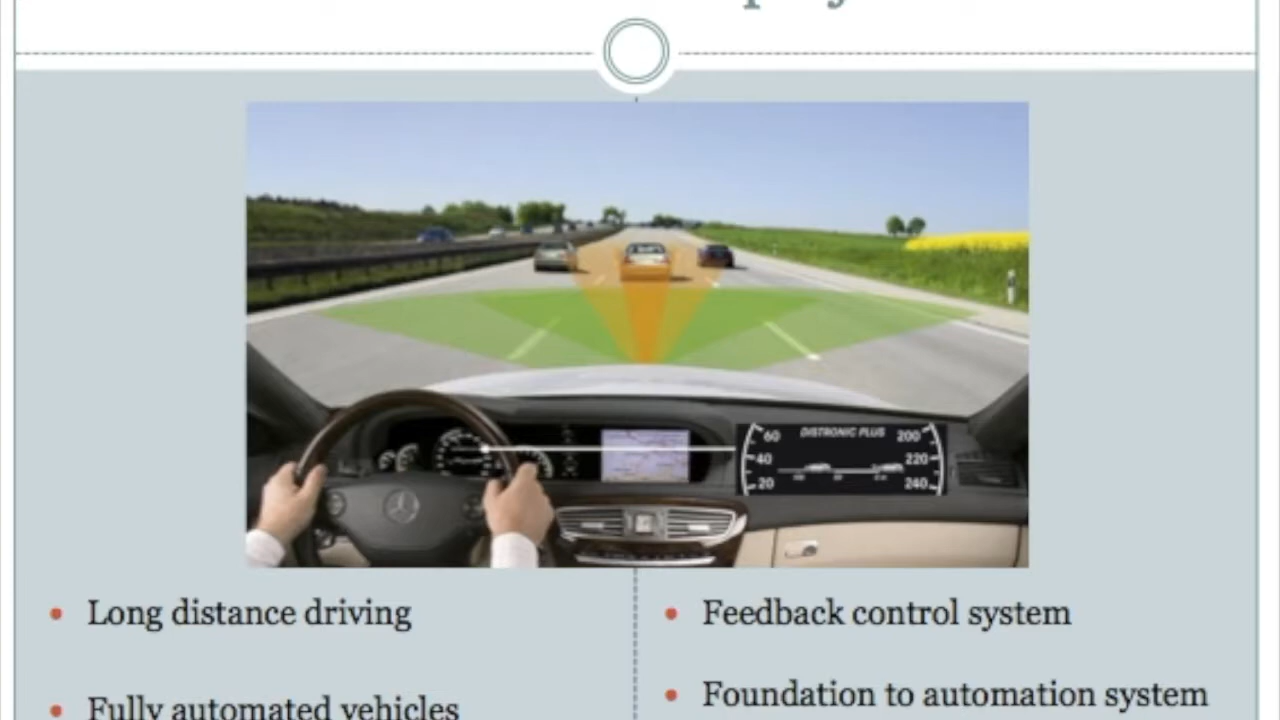 60
DISTRONIC PLUS
200
40
220
20
240
Long distance driving
Fully automated vehicles
Feedback control system
Foundation to automation system